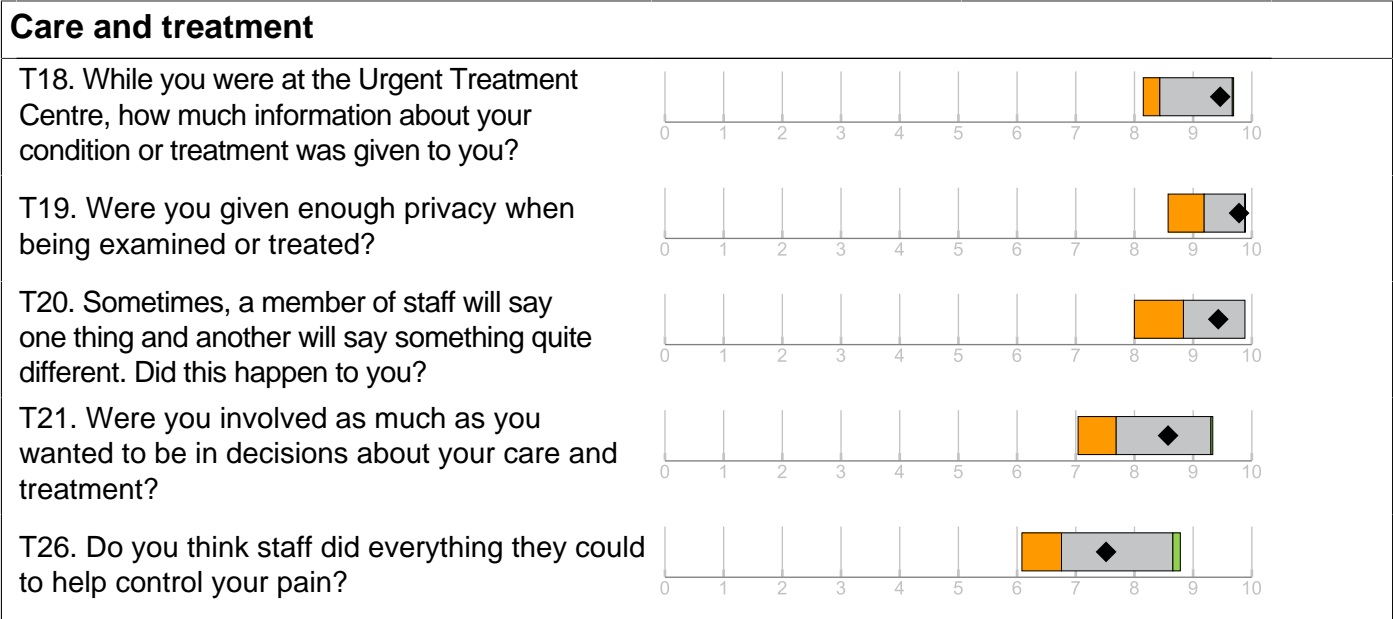 Care and treatment
T18. While you were at the Urgent Treatment
Centre, how much information about your
condition or treatment was given to you?
0 1 2 3 4 5 6 7 8 9 10
T19. Were you given enough privacy when
being examined or treated?
0 1 2 3 4 5 6 7 8 9 10
T20. Sometimes, a member of staff will say
one thing and another will say something quite
different. Did this happen to you?
0 1 2 3 4 5 6 7 8 9 10
T21. Were you involved as much as you
wanted to be in decisions about your care and
treatment?
0 1 2 3 4 5 6 7 8 9 10
T26. Do you think staff did everything they could
to help control your pain?
0 1 2 3 4 5 6 7 8 9 10